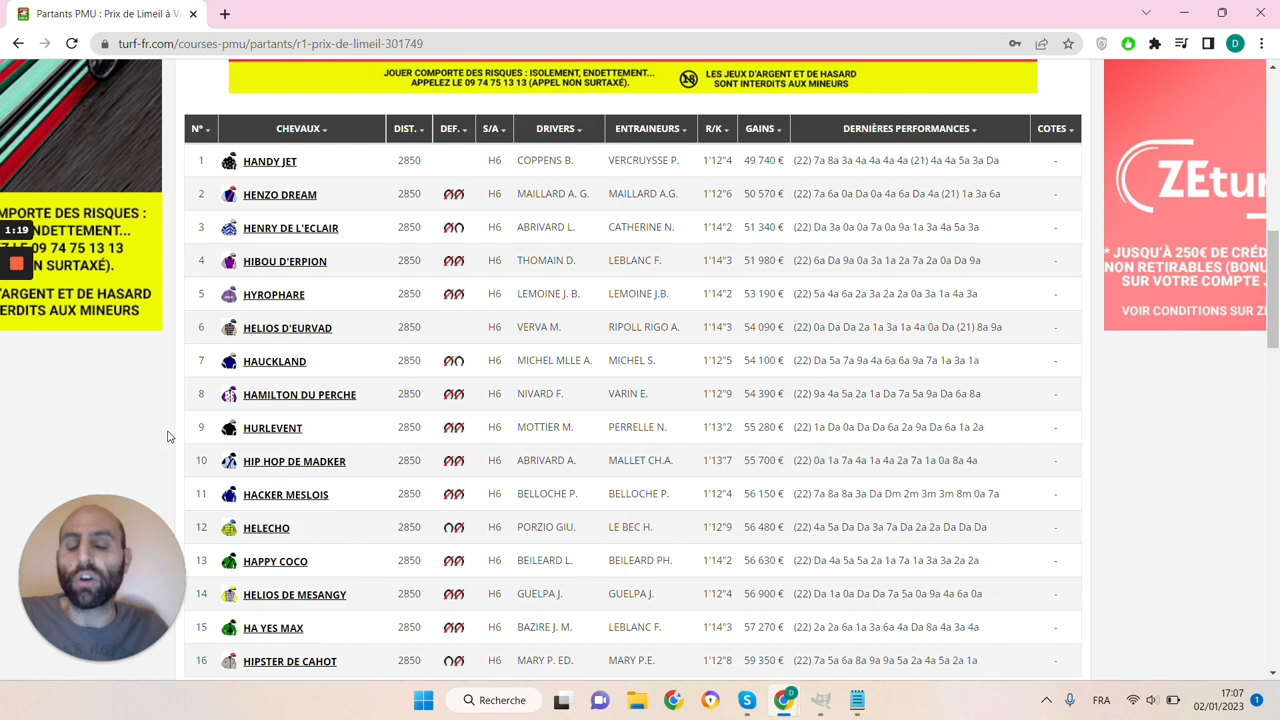 Partants PMU : Prix de Limeil à Vi
turf-fr.com/courses-pmu/partants/r1-prix-de-limeil-301749
D
JOUER COMPORTE DES RISQUES : ISOLEMENT, ENDETTEMENT...
APPELEZ LE 09 74 75 13 13 (APPEL NON SURTAXÉ).
18
LES JEUX D'ARGENT ET DE HASARD
SONT INTERDITS AUX MINEURS
COMPORTE DES RISQUES :
NDETTEMENT...
1:19
Z LE 09 74 75 13 13
N SURTAXÉ).
'ARGENT ET DE HASARD
ERDITS AUX MINEURS
N° CHEVAUX DIST. DEF. S/A DRIVERS ENTRAINEURS R/K GAINS DERNIÈRES PERFORMANCES COTES
1 HANDY JET 2850 H6 COPPENS B. VERCRUYSSE P. 1'12"4 49 740 € (22) 7a 8a 3a 4a 4a 4a 4a (21) 4a 4a 5a 3a Da -
2 HENZO DREAM 2850 H6 MAILLARD A. G. MAILLARD A.G. 1'12"6 50 570 € (22) 7a 6a 0a Da 0a 4a 6a Da 4a (21) 1a 3a 6a -
3 HENRY DE L'ECLAIR 2850 H6 ABRIVARD L. CATHERINE N. 1'14"2 51 340 € (22) Da 3a 0a 0a 7a 0a 9a 1a 3a 4a 5a 3a -
4 HIBOU D'ERPION 2850 H6 THOMAIN D. LEBLANC F. 1'14"3 51 980 € (22) 6a Da 9a 0a 3a 1a 2a 7a 0a Da 9a -
5 HYROPHARE 2850 H6 LEMOINE J. B. LEMOINE J.B. 1'14"2 53 190 € (22) 5a 4a 6a 2a 3a 2a 2a 0a 3a 1a 4a 3a -
6 HELIOS D'EURVAD 2850 H6 VERVA M. RIPOLL RIGO A. 1'14"3 54 090 € (22) 0a Da Da 2a 1a 3a 1a 4a 8a Da (21) 8a 9a -
7 HAUCKLAND 2850 H6 MICHEL MLLE A. MICHEL S. 1'12"5 54 100 € (22) Da 5a 7a 9a 4a 6a 6a 9a 7a 1a 3a 1a -
8 HAMILTON DU PERCHE 2850 H6 NIVARD F. VARIN E. 1'14"2 54 390 € (22) 9a 4a 5a 2a 1a Da 7a 5a 9a Da 6a 8a -
9 HURLEVENT 2850 H6 MOTTIER M. PERRELLE N. 1'13"2 55 280 € (22) 1a Da 0a Da Da 6a 2a 9a Da 6a 1a 2a -
10 HIP HOP DE MADKER 2850 H6 ABRIVARD A. MALLET CH.A. 1'13"7 55 700 € (22) 0a 1a 7a 4a 1a 4a 2a 7a 1a 0a 8a 4a -
11 HACKER MESLOIS 2850 H6 BELLOCHE P. BELLOCHE P. 1'12"4 56 150 € (22) 7a 8a 8a 3a Da Dm 2m 3m 3m 8m 0a 7a -
12 HELECHO 2850 H6 PORZIO GIU. LE BEC H. 1'12"9 56 480 € (22) 4a 5a Da Da 3a 7a Da 2a 2a Da Da Da -
13 HAPPY COCO 2850 H6 BEILEARD L. BEILEARD PH. 1'14"2 56 630 € (22) Da 4a 5a 5a 2a 1a 7a 1a 3a 3a 2a 2a -
14 HELIOS DE MESANGY 2850 H6 GUELPA J. GUELPA J. 1'12"4 56 900 € (22) Da 1a 0a Da Da 7a 5a 0a 9a 4a 6a 0a -
15 HA YES MAX 2850 H6 BAZIRE J. M. LEBLANC F. 1'14"3 57 270 € (22) 2a 2a 6a 1a 3a 6a 4a Da 8a 4a 3a 4a -
16 HIPSTER DE CAHOT 2850 H6 MARY P. ED. MARY P.E. 1'12"8 59 350 € (22) 7a 5a 6a 8a 9a 9a 5a 2a 4a 5a 2a 1a -
ZEtur
* JUSQU'À 250€ DE CRÉD
NON RETIRABLES (BONU
SUR VOTRE COMPTE
VOIR CONDITIONS SUR ZE
Recherche
D
FRA
17:07
02/01/2023
1